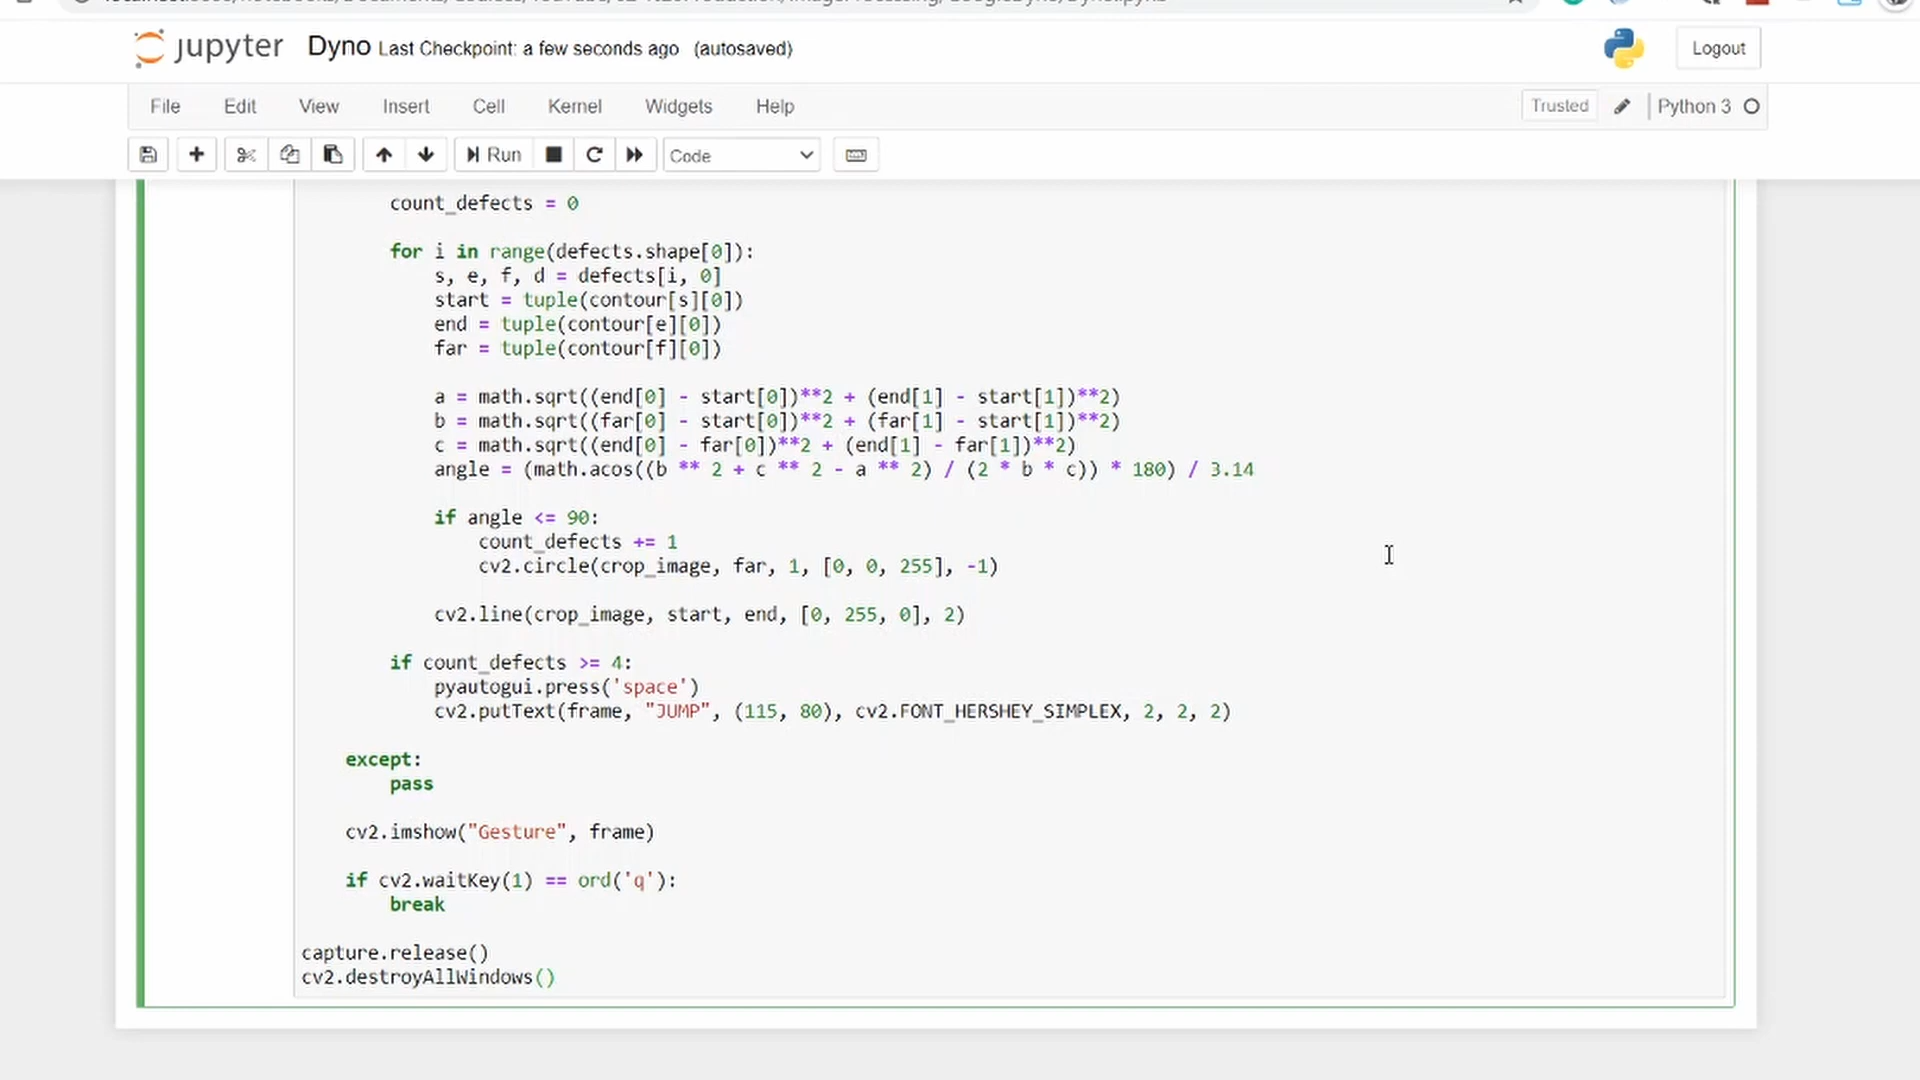 jupyter Dyno Last Checkpoint: a few seconds ago (autosaved)
Logout
File Edit View Insert Cell Kernel Widgets Help
Trusted Python 3
Run Code
count_defects = 0
for i in range(defects.shape[0]):
s, e, f, d = defects[i, 0]
start = tuple(contour[s][0])
end = tuple(contour[e][0])
far = tuple(contour[f][0])
a = math.sqrt((end[0] - start[0])**2 + (end[1] - start[1])**2)
b = math.sqrt((far[0] - start[0])**2 + (far[1] - start[1])**2)
c = math.sqrt((end[0] - far[0])**2 + (end[1] - far[1])**2)
angle = (math.acos((b ** 2 + c ** 2 - a ** 2) / (2 * b * c)) * 180) / 3.14
if angle <= 90:
count_defects += 1
cv2.circle(crop_image, far, 1, [0, 0, 255], -1)
cv2.line(crop_image, start, end, [0, 255, 0], 2)
if count_defects >= 4:
pyautogui.press('space')
cv2.putText(frame, "JUMP", (115, 80), cv2.FONT_HERSHEY_SIMPLEX, 2, 2, 2)
except:
pass
cv2.imshow("Gesture", frame)
if cv2.waitKey(1) == ord('q'):
break
capture.release()
cv2.destroyAllWindows()